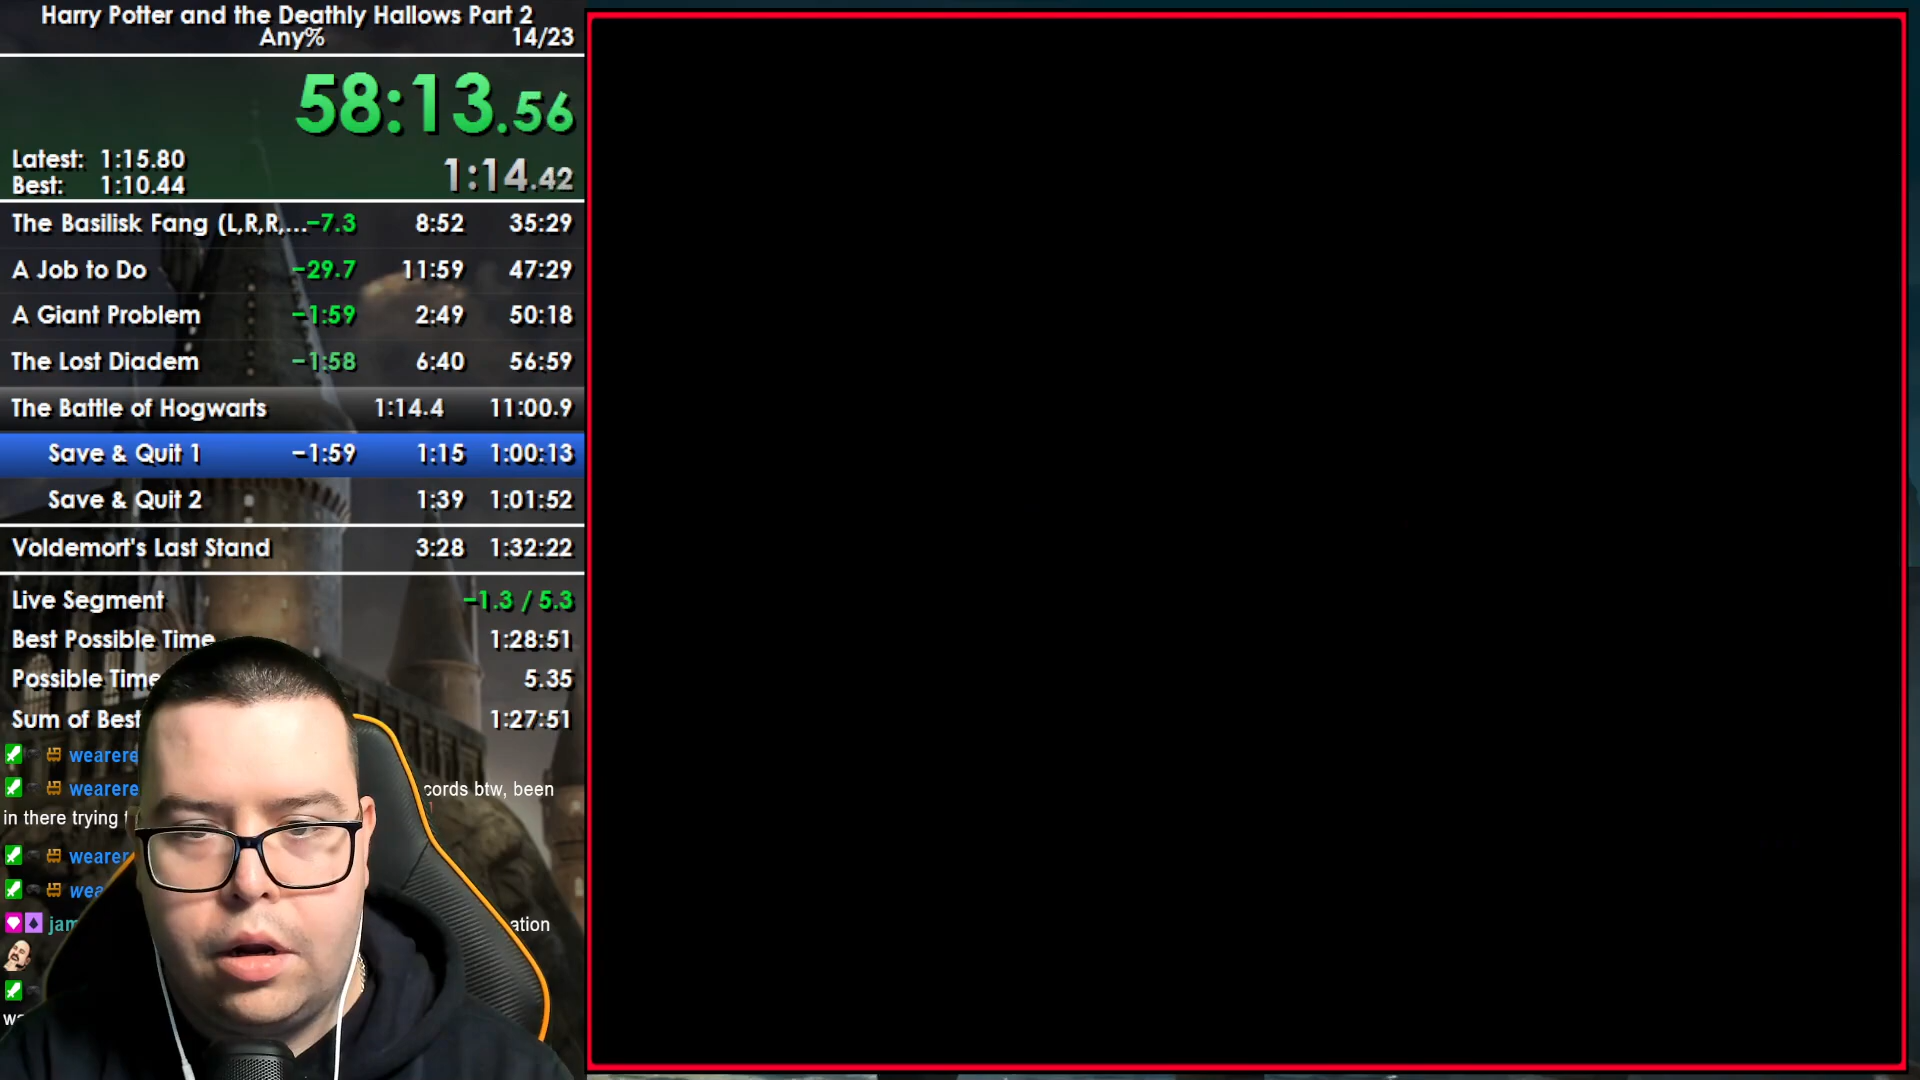 Harry Potter and the Deathly Hallows Part 2
Any% 14/23
58:13.56
Latest: 1:15.80
Best: 1:10.44
1:14.42
The Basilisk Fang (L,R,R,... -7.3 8:52 35:29
A Job to Do -29.7 11:59 47:29
A Giant Problem -1:59 2:49 50:18
The Lost Diadem -1:58 6:40 56:59
The Battle of Hogwarts 1:14.4 11:00.9
Save & Quit 1 -1:59 1:15 1:00:13
Save & Quit 2 1:39 1:01:52
Voldemort's Last Stand 3:28 1:32:22
Live Segment -1.3 / 5.3
Best Possible Time 1:28:51
Possible Time 5.35
Sum of Best 1:27:51
wearere
wearere cords btw, been
in there trying
wearer
wea
jam ation